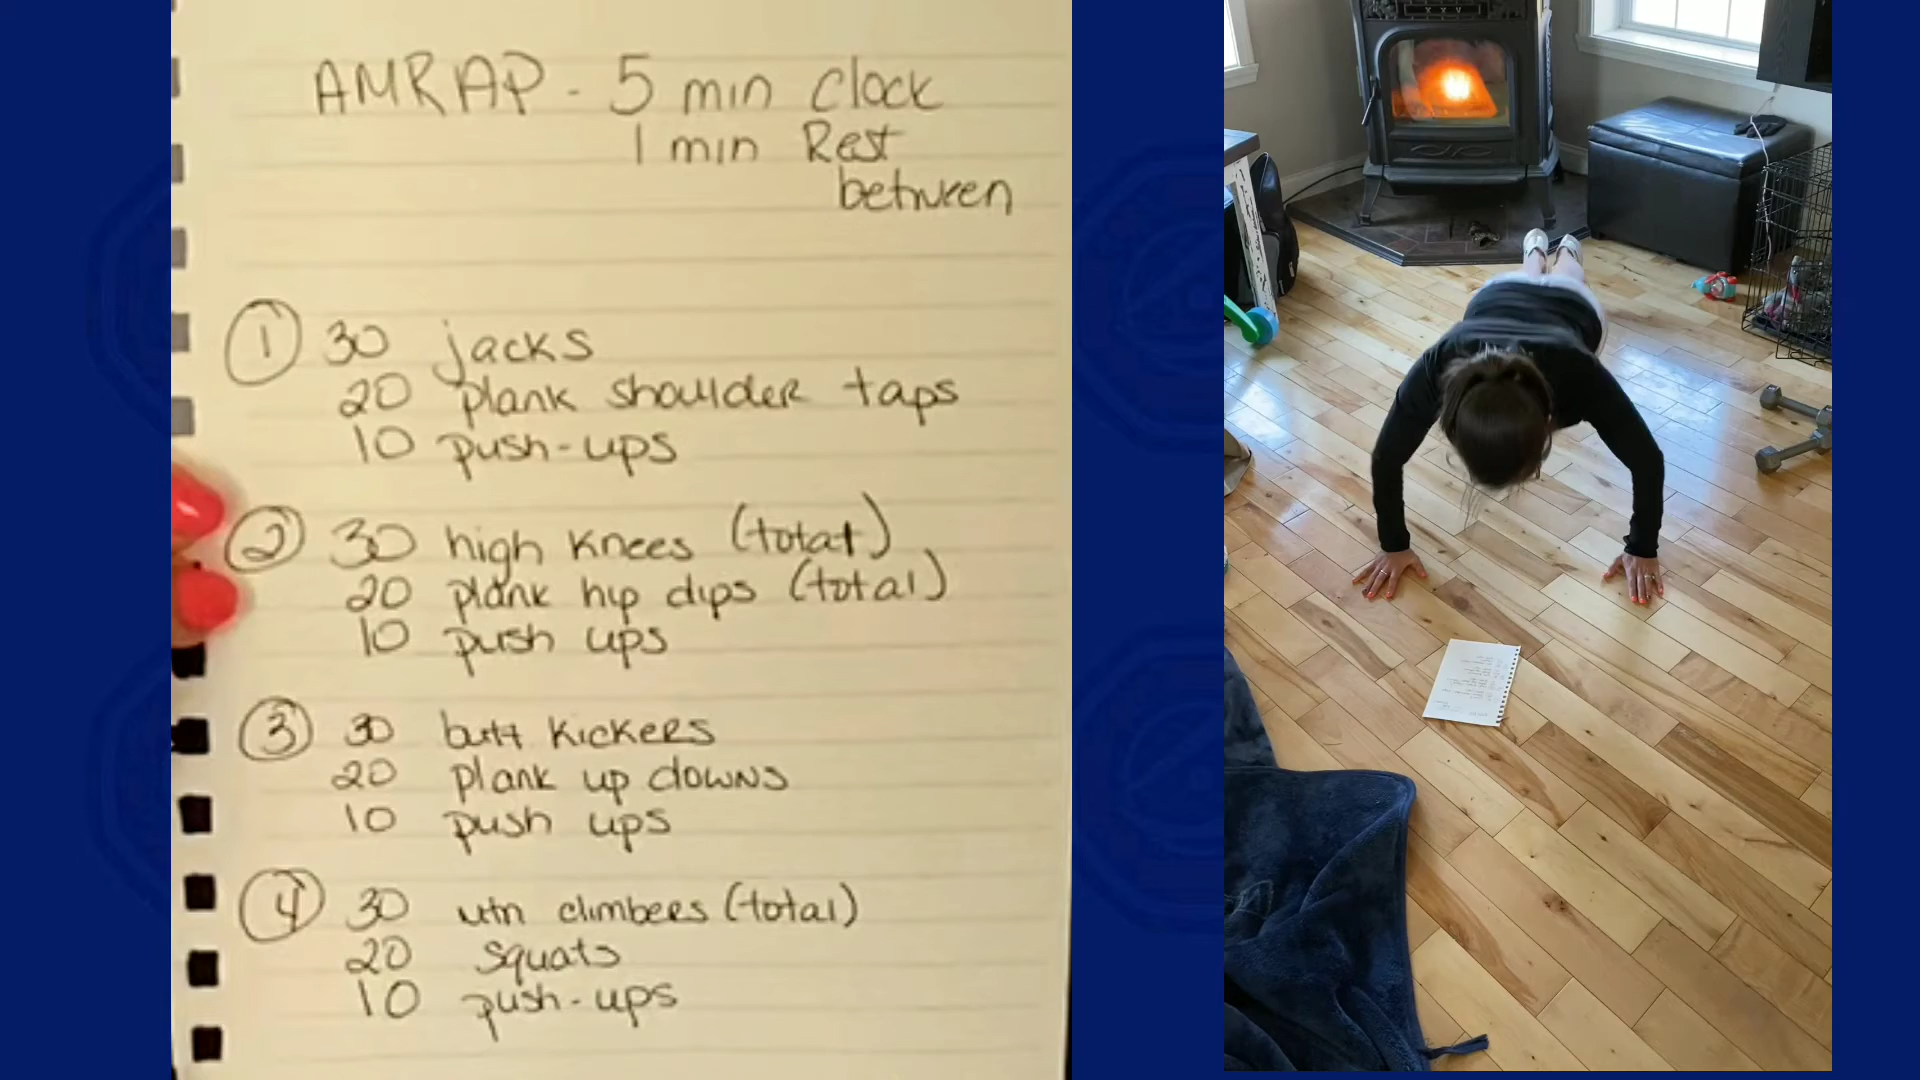 AMRAP - 5 min Clock
1 min Rest
between
1 30 jacks
20 plank shoulder taps
10 push-ups
2 30 high knees (total)
20 plank hip dips (total)
10 push ups
3 30 butt kickers
20 plank up downs
10 push ups
4 30 mtn climbers (total)
20 squats
10 push-ups